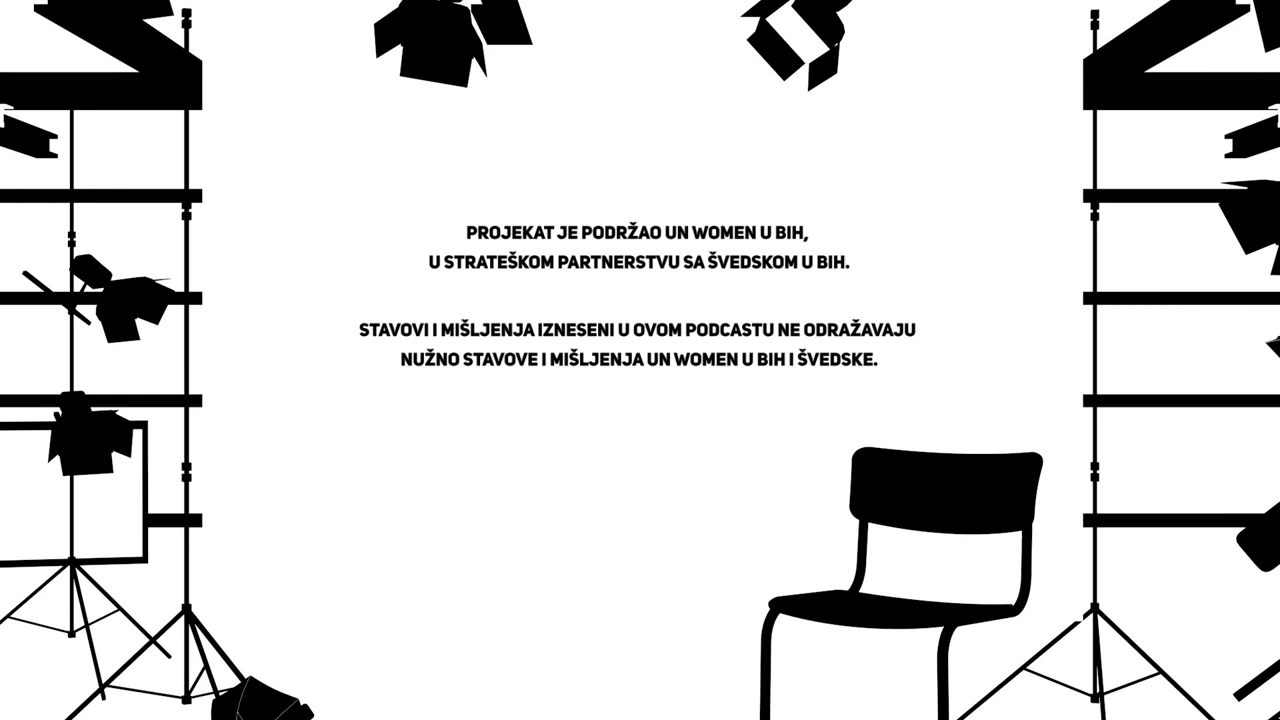 PROJEKAT JE PODRŽAO UN WOMEN U BIH,
U STRATEŠKOM PARTNERSTVU SA ŠVEDSKOM U BIH.
STAVOVI I MIŠLJENJA IZNESENI U OVOM PODCASTU NE ODRAŽAVAJU
NUŽNO STAVOVE I MIŠLJENJA UN WOMEN U BIH I ŠVEDSKE.